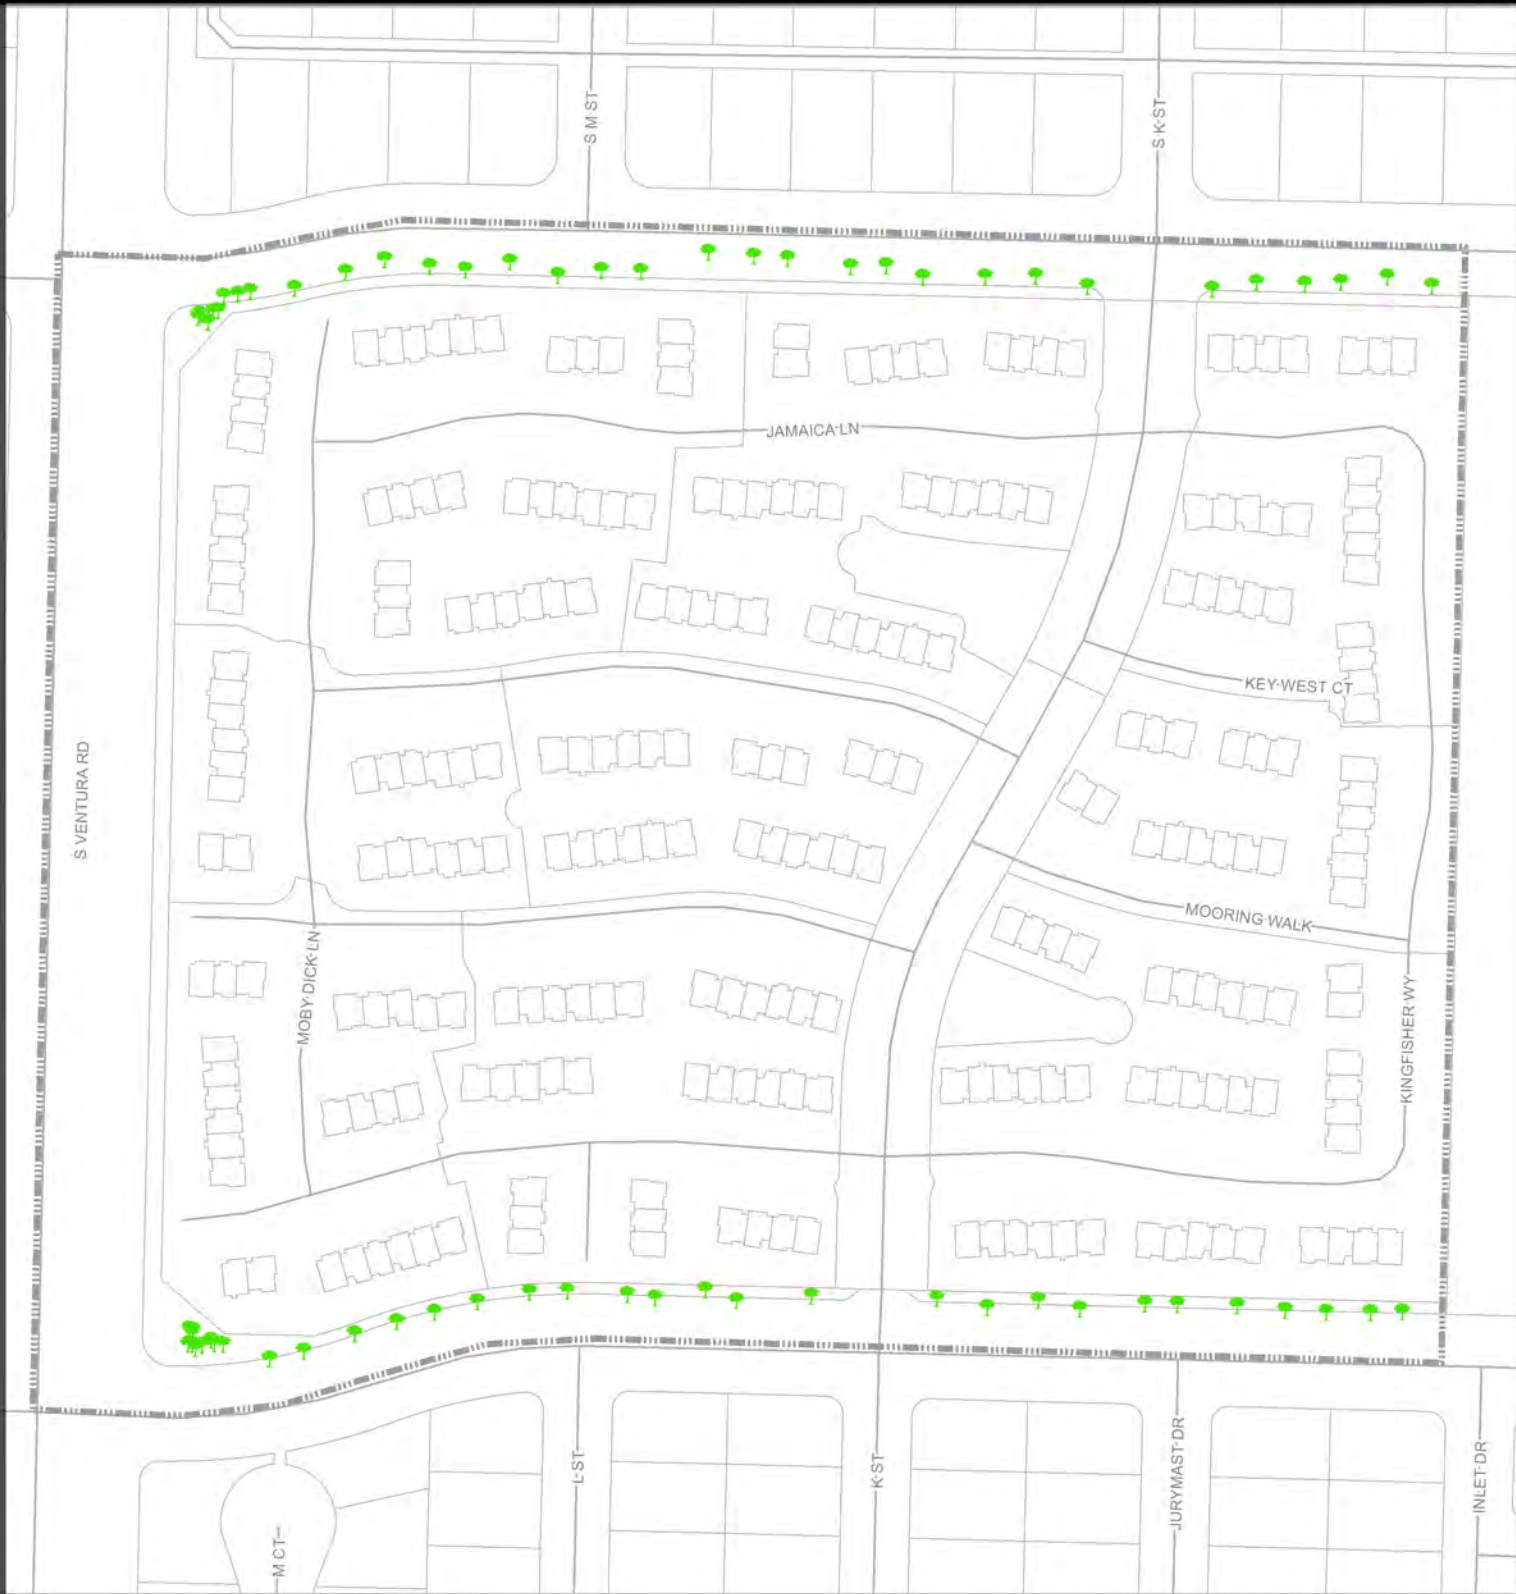 S M ST
S K ST
JAMAICA LN
KEY WEST CT
S VENTURA RD
MOORING WALK
MOBY DICK LN
KINGFISHER WY
L ST
K ST
JURYMAST DR
INLET DR
M CT